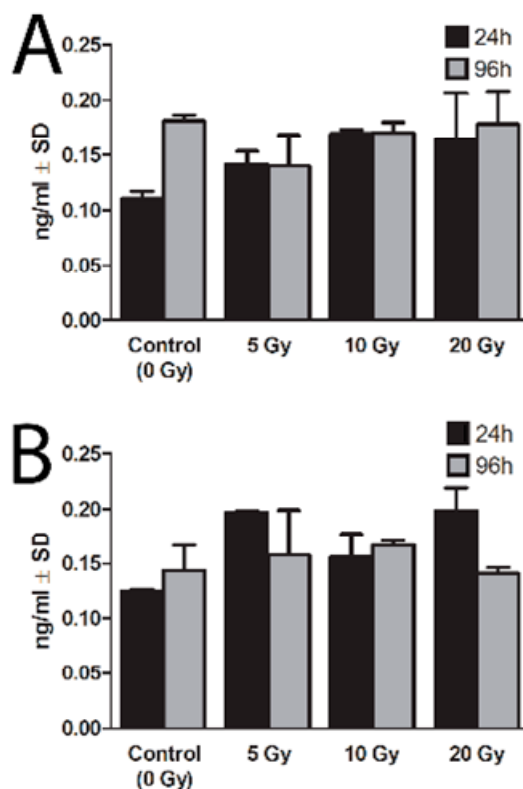 A
24h
96h
ng/ml ± SD
0.25
0.20
0.15
0.10
0.05
0.00
Control
(0 Gy)
5 Gy
10 Gy
20 Gy
B
24h
96h
ng/ml ± SD
0.25
0.20
0.15
0.10
0.05
0.00
Control
(0 Gy)
5 Gy
10 Gy
20 Gy